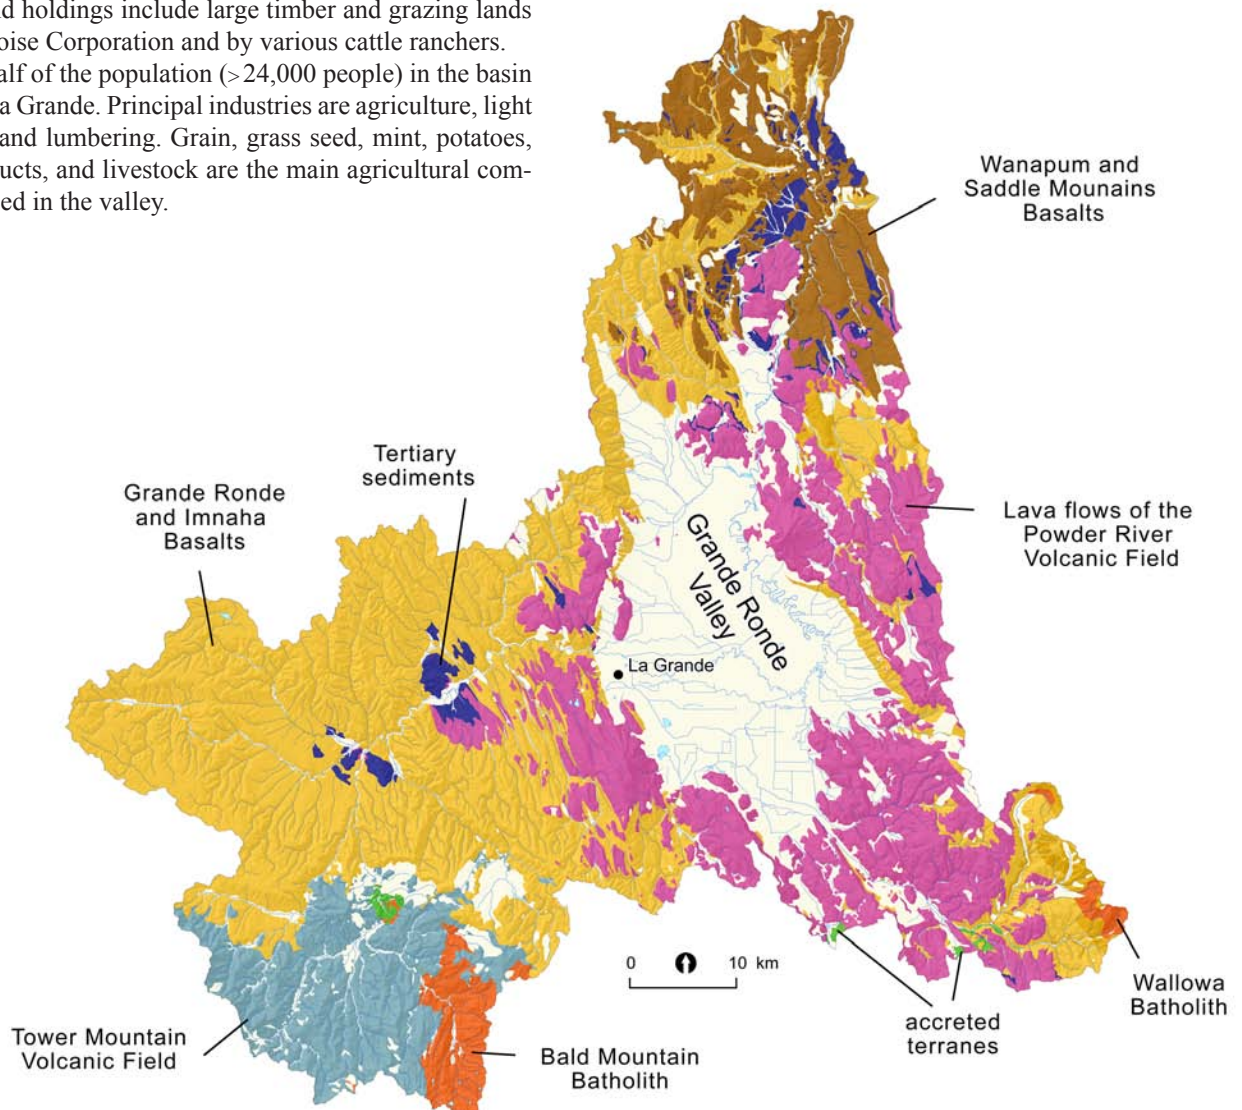 d holdings include large timber and grazing lands
oise Corporation and by various cattle ranchers.
alf of the population (>24,000 people) in the basin
a Grande. Principal industries are agriculture, light
and lumbering. Grain, grass seed, mint, potatoes,
ucts, and livestock are the main agricultural com-
ed in the valley.
Wanapum and
Saddle Mounains
Basalts
Tertiary
sediments
Grande Ronde
and Imnaha
Basalts
Lava flows of the
Powder River
Volcanic Field
Grande Ronde
Valley
La Grande
0 10 km
Wallowa
Batholith
accreted
terranes
Tower Mountain
Volcanic Field
Bald Mountain
Batholith